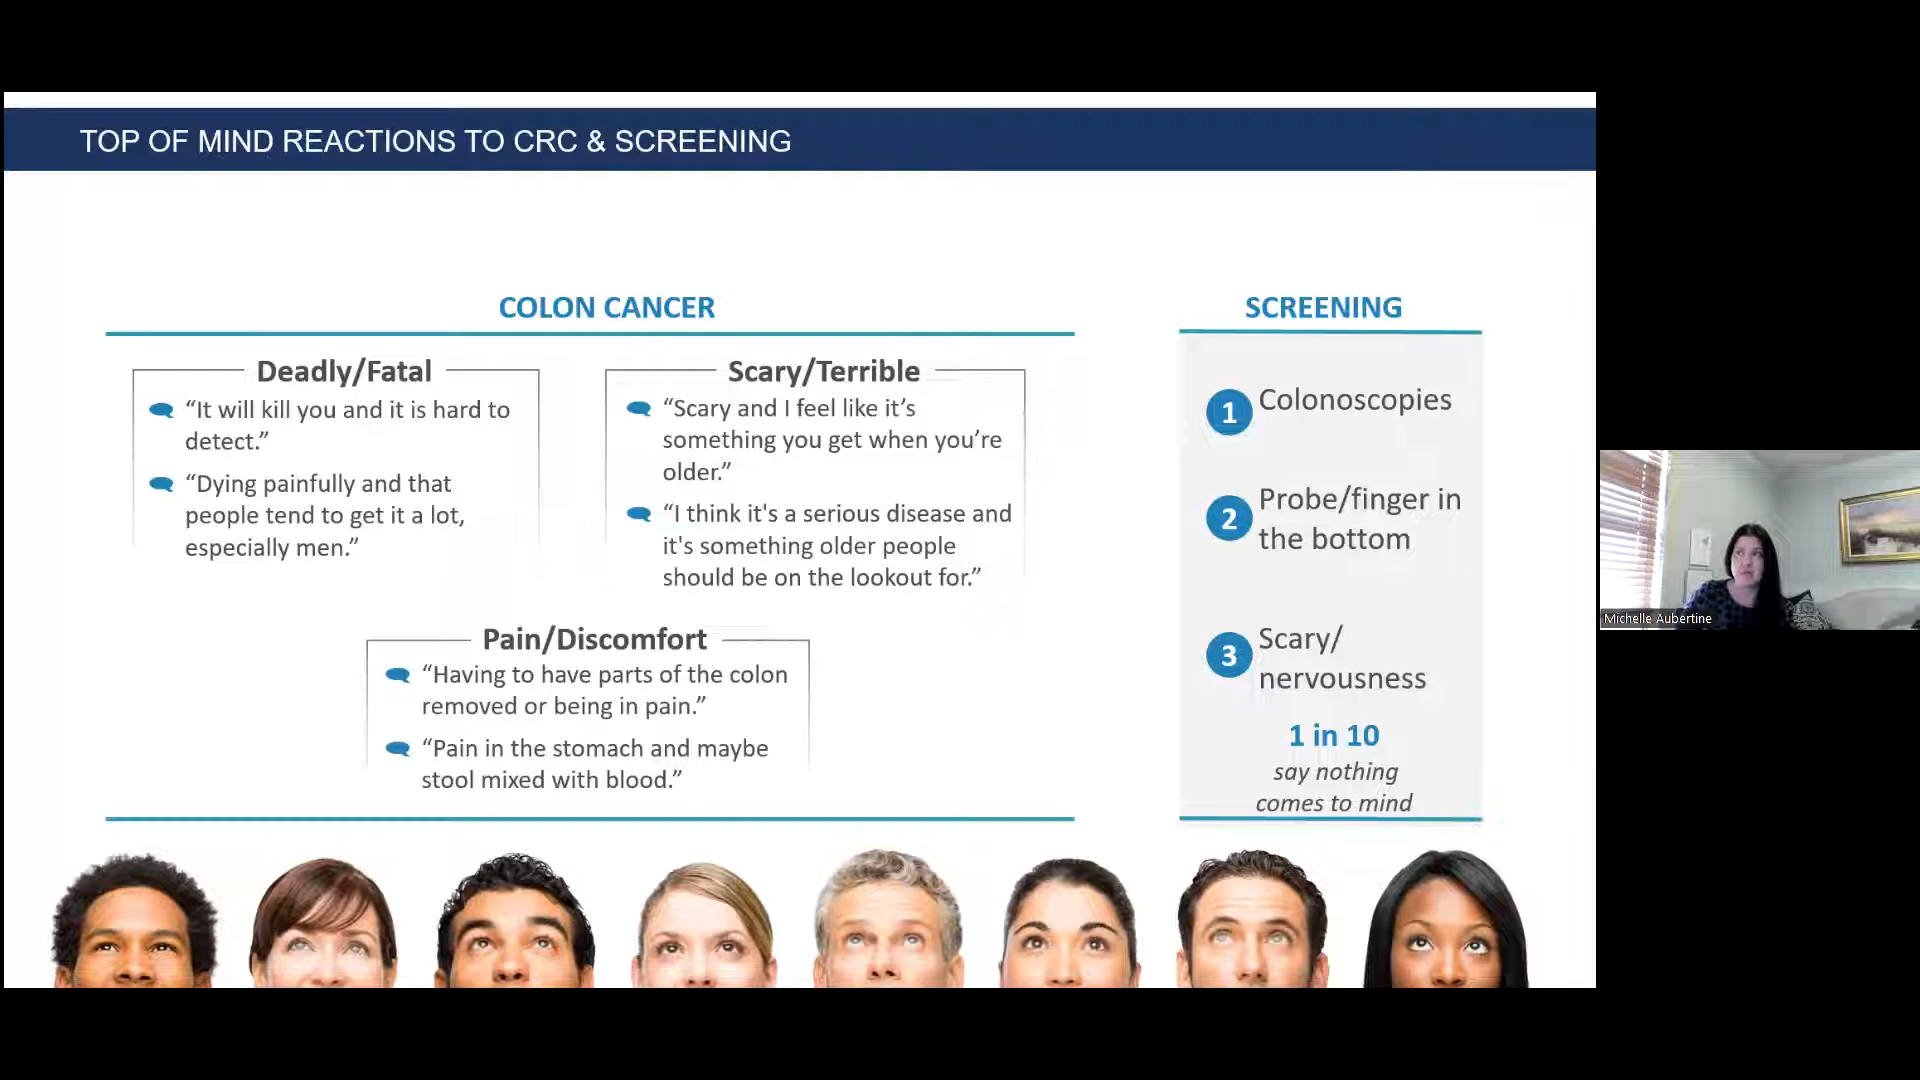 TOP OF MIND REACTIONS TO CRC & SCREENING
COLON CANCER
Deadly/Fatal
“It will kill you and it is hard to
detect.”
“Dying painfully and that
people tend to get it a lot,
especially men.”
Scary/Terrible
“Scary and I feel like it’s
something you get when you’re
older.”
“I think it's a serious disease and
it's something older people
should be on the lookout for.”
Pain/Discomfort
“Having to have parts of the colon
removed or being in pain.”
“Pain in the stomach and maybe
stool mixed with blood.”
SCREENING
1 Colonoscopies
2 Probe/finger in
the bottom
3 Scary/
nervousness
1 in 10
say nothing
comes to mind
Michelle Aubertine